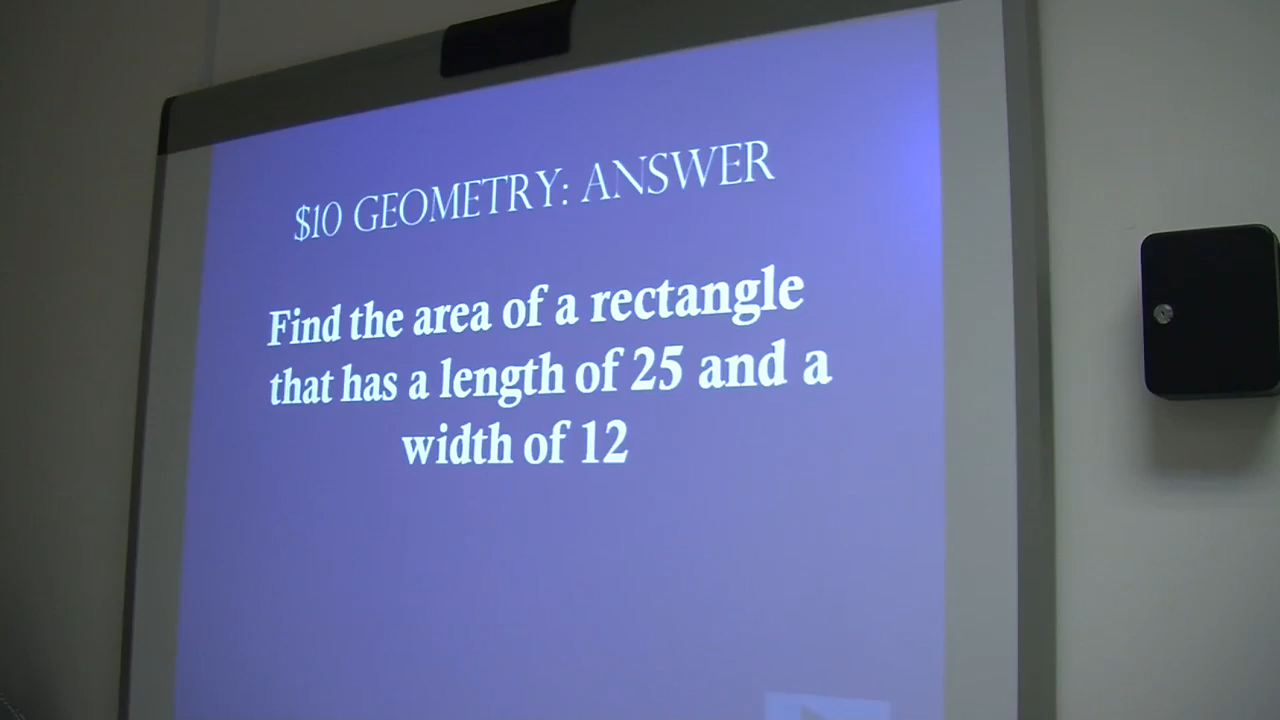 $10 GEOMETRY: ANSWER
Find the area of a rectangle
that has a length of 25 and a
width of 12